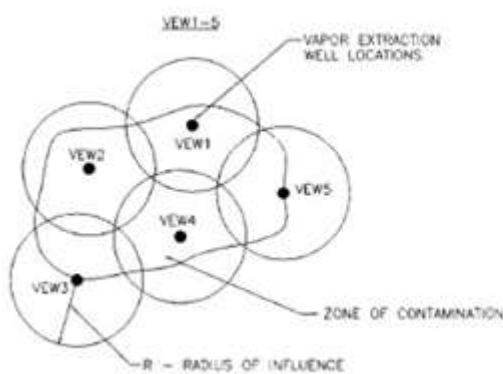 VEW1-5
VAPOR EXTRACTION
WELL LOCATIONS
VEW1
VEW2
VEW5
VEW4
VEW3
ZONE OF CONTAMINATION
R - RADIUS OF INFLUENCE